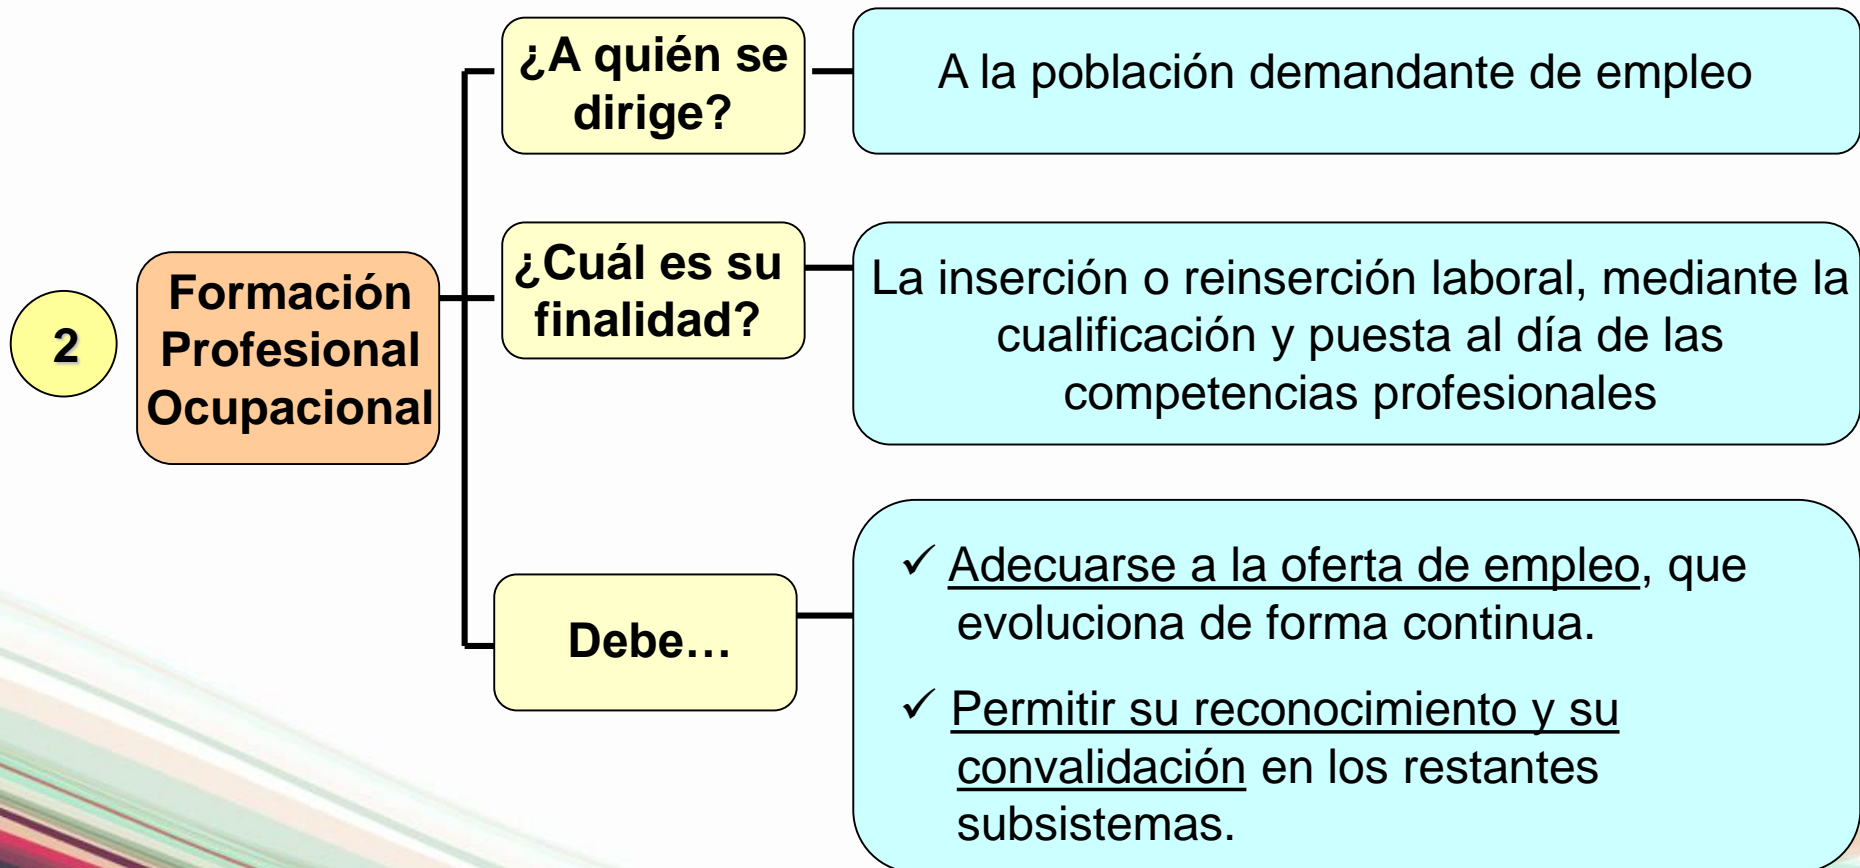 2
Formación
Profesional
Ocupacional
¿A quién se
dirige?
A la población demandante de empleo
¿Cuál es su
finalidad?
La inserción o reinserción laboral, mediante la
cualificación y puesta al día de las
competencias profesionales
Debe…
✓ Adecuarse a la oferta de empleo, que
evoluciona de forma continua.
✓ Permitir su reconocimiento y su
convalidación en los restantes
subsistemas.